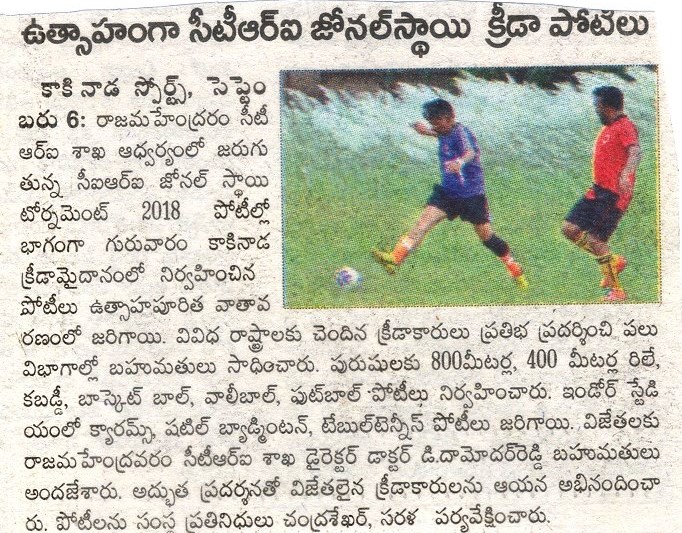 ఉత్సాహంగా సీటీఆర్ఐ జోనల్‌స్థాయి క్రీడా పోటీలు
కాకి నాడ స్పోర్ట్స్, సెప్టెం
బరు 6: రాజమహేంద్రరం సీటీ
ఆర్ఐ శాఖ ఆధ్వర్యంలో జరుగు
తున్న సీఐఆర్ఐ జోనల్ స్థాయి
టోర్నమెంట్ 2018 పోటీల్లో
భాగంగా గురువారం కాకినాడ
క్రీడామైదానంలో నిర్వహించిన
పోటీలు ఉత్సాహపూరిత వాతావ
రణంలో జరిగాయి. వివిధ రాష్ట్రాలకు చెందిన క్రీడాకారులు ప్రతిభ ప్రదర్శించి పలు
విభాగాల్లో బహుమతులు సాధించారు. పురుషులకు 800మీటర్ల, 400 మీటర్ల రిలే,
కబడ్డీ, బాస్కెట్ బాల్, వాలీబాల్, ఫుట్‌బాల్ పోటీలు నిర్వహించారు. ఇండోర్ స్టేడి
యంలో క్యారమ్స్, షటిల్ బ్యాడ్మింటన్, టేబుల్‌టెన్నీస్ పోటీలు జరిగాయి. విజేతలకు
రాజమహేంద్రవరం సీటీఆర్ఐ శాఖ డైరెక్టర్ డాక్టర్ డి.దామోదర్‌రెడ్డి బహుమతులు
అందజేశారు. అద్భుత ప్రదర్శనతో విజేతలైన క్రీడాకారులను ఆయన అభినందించా
రు. పోటీలను సంస్థ ప్రతినిధులు చంద్రశేఖర్, సరళ పర్యవేక్షించారు.